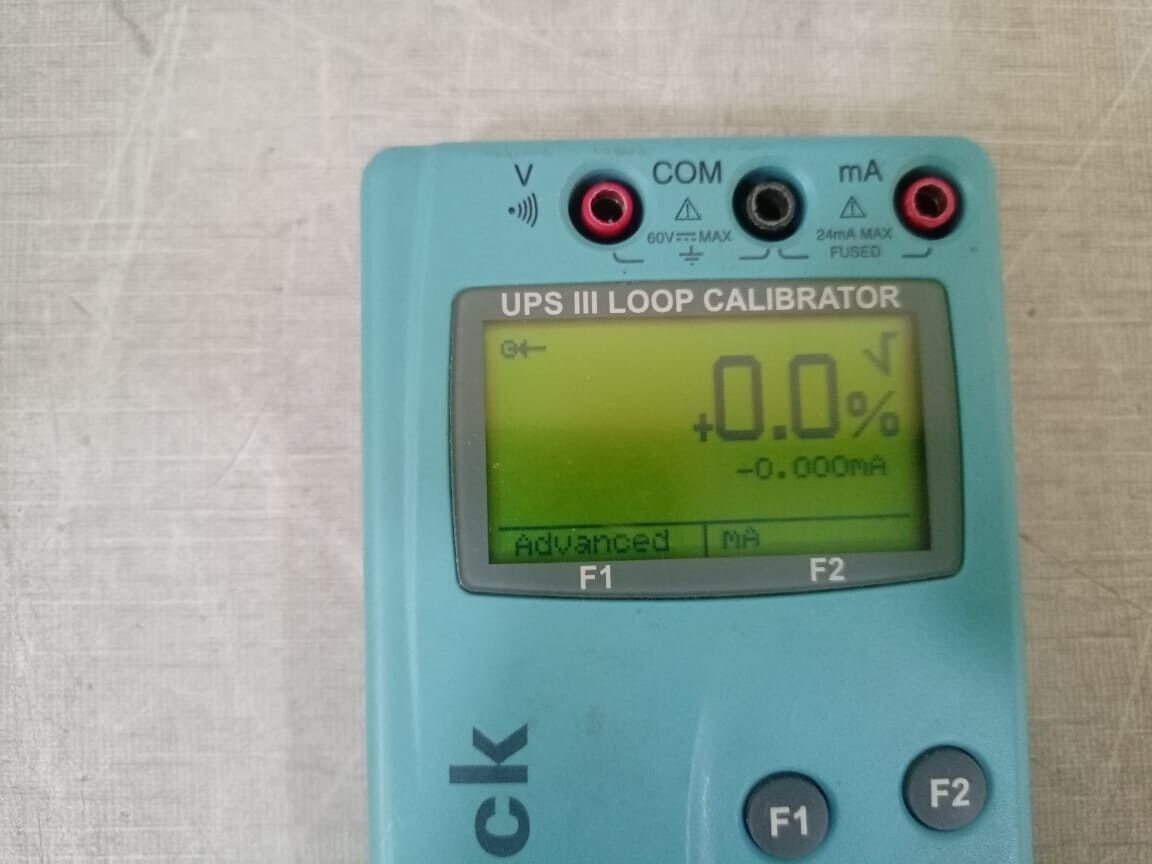 V COM mA
60V MAX 24mA MAX
FUSED
UPS III LOOP CALIBRATOR
+0.0%
-0.000mA
Advanced mA
F1 F2
ck
F1 F2